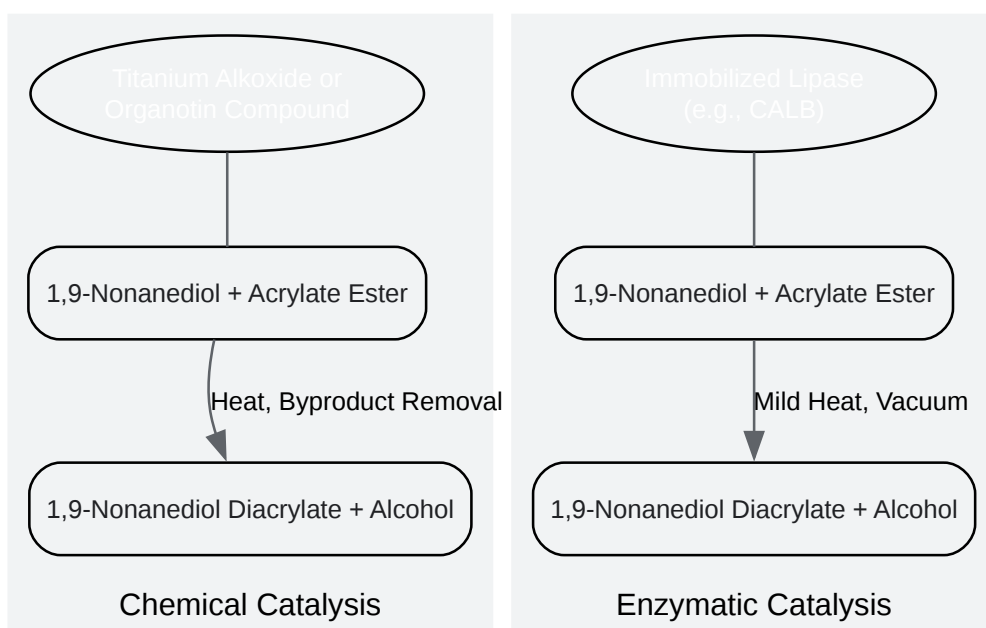 Titanium Alkoxide or
Organotin Compound
1,9-Nonanediol + Acrylate Ester
Heat, Byproduct Removal
1,9-Nonanediol Diacrylate + Alcohol
Chemical Catalysis
Immobilized Lipase
(e.g., CALB)
1,9-Nonanediol + Acrylate Ester
Mild Heat, Vacuum
1,9-Nonanediol Diacrylate + Alcohol
Enzymatic Catalysis